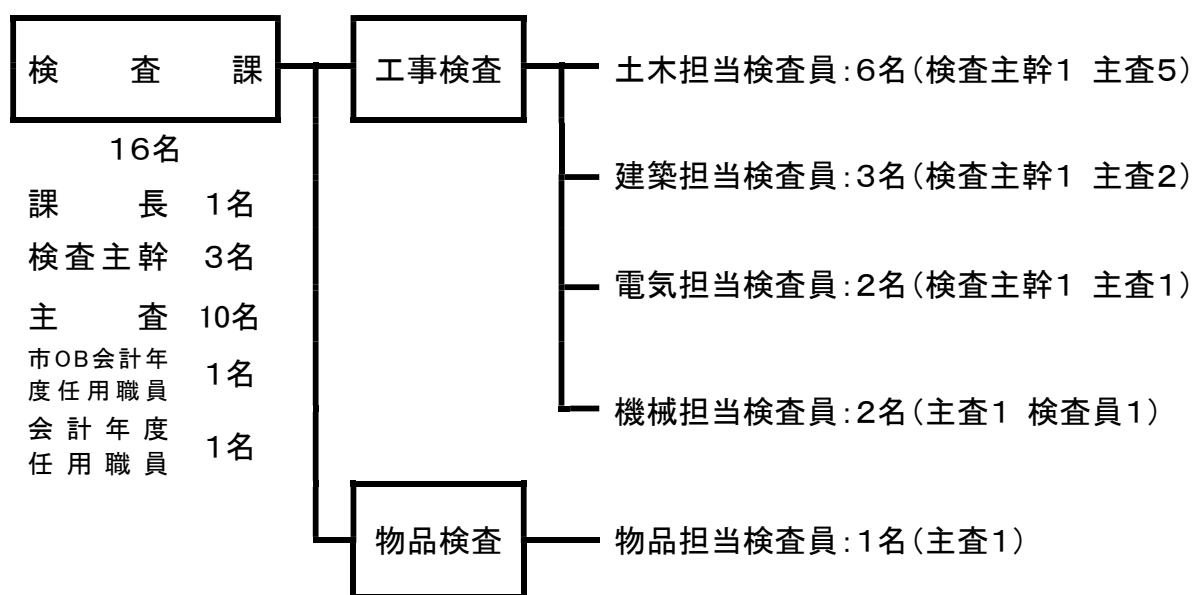 検査課
16名
課長 1名
検査主幹 3名
主査 10名
市OB会計年
度任用職員 1名
会計年度
任用職員 1名
工事検査
土木担当検査員:6名(検査主幹1 主査5)
建築担当検査員:3名(検査主幹1 主査2)
電気担当検査員:2名(検査主幹1 主査1)
機械担当検査員:2名(主査1 検査員1)
物品検査
物品担当検査員:1名(主査1)